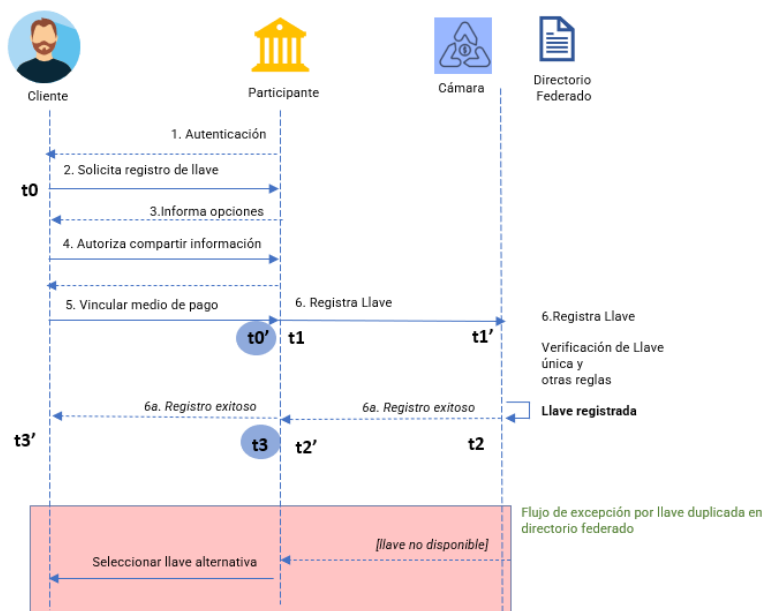 Cliente
Participante
Cámara
Directorio
Federado
1. Autenticación
2. Solicita registro de llave
t0
3.Informa opciones
4. Autoriza compartir información
5. Vincular medio de pago
6. Registra Llave
6.Registra Llave
t0’
t1
t1’
Verificación de Llave
única y
otras reglas
6a. Registro exitoso
6a. Registro exitoso
Llave registrada
t3’
t3
t2’
t2
Flujo de excepción por llave duplicada en
directorio federado
[llave no disponible]
Seleccionar llave alternativa